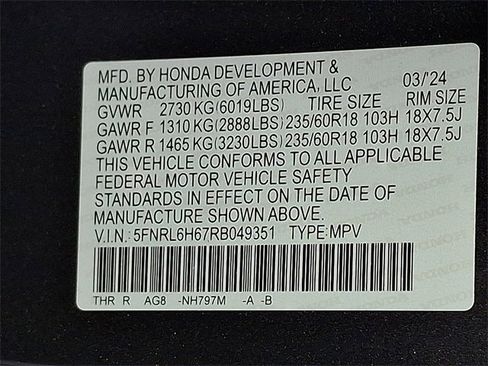 MFD. BY HONDA DEVELOPMENT &
MANUFACTURING OF AMERICA, LLC 03/'24
GVWR 2730 KG(6019LBS) TIRE SIZE RIM SIZE
GAWR F 1310 KG(2888LBS) 235/60R18 103H 18X7.5J
GAWR R 1465 KG(3230LBS) 235/60R18 103H 18X7.5J
THIS VEHICLE CONFORMS TO ALL APPLICABLE
FEDERAL MOTOR VEHICLE SAFETY
STANDARDS IN EFFECT ON THE DATE OF
MANUFACTURE SHOWN ABOVE.
V.I.N.: 5FNRL6H67RB049351 TYPE: MPV
THR R AG8 -NH797M -A -B